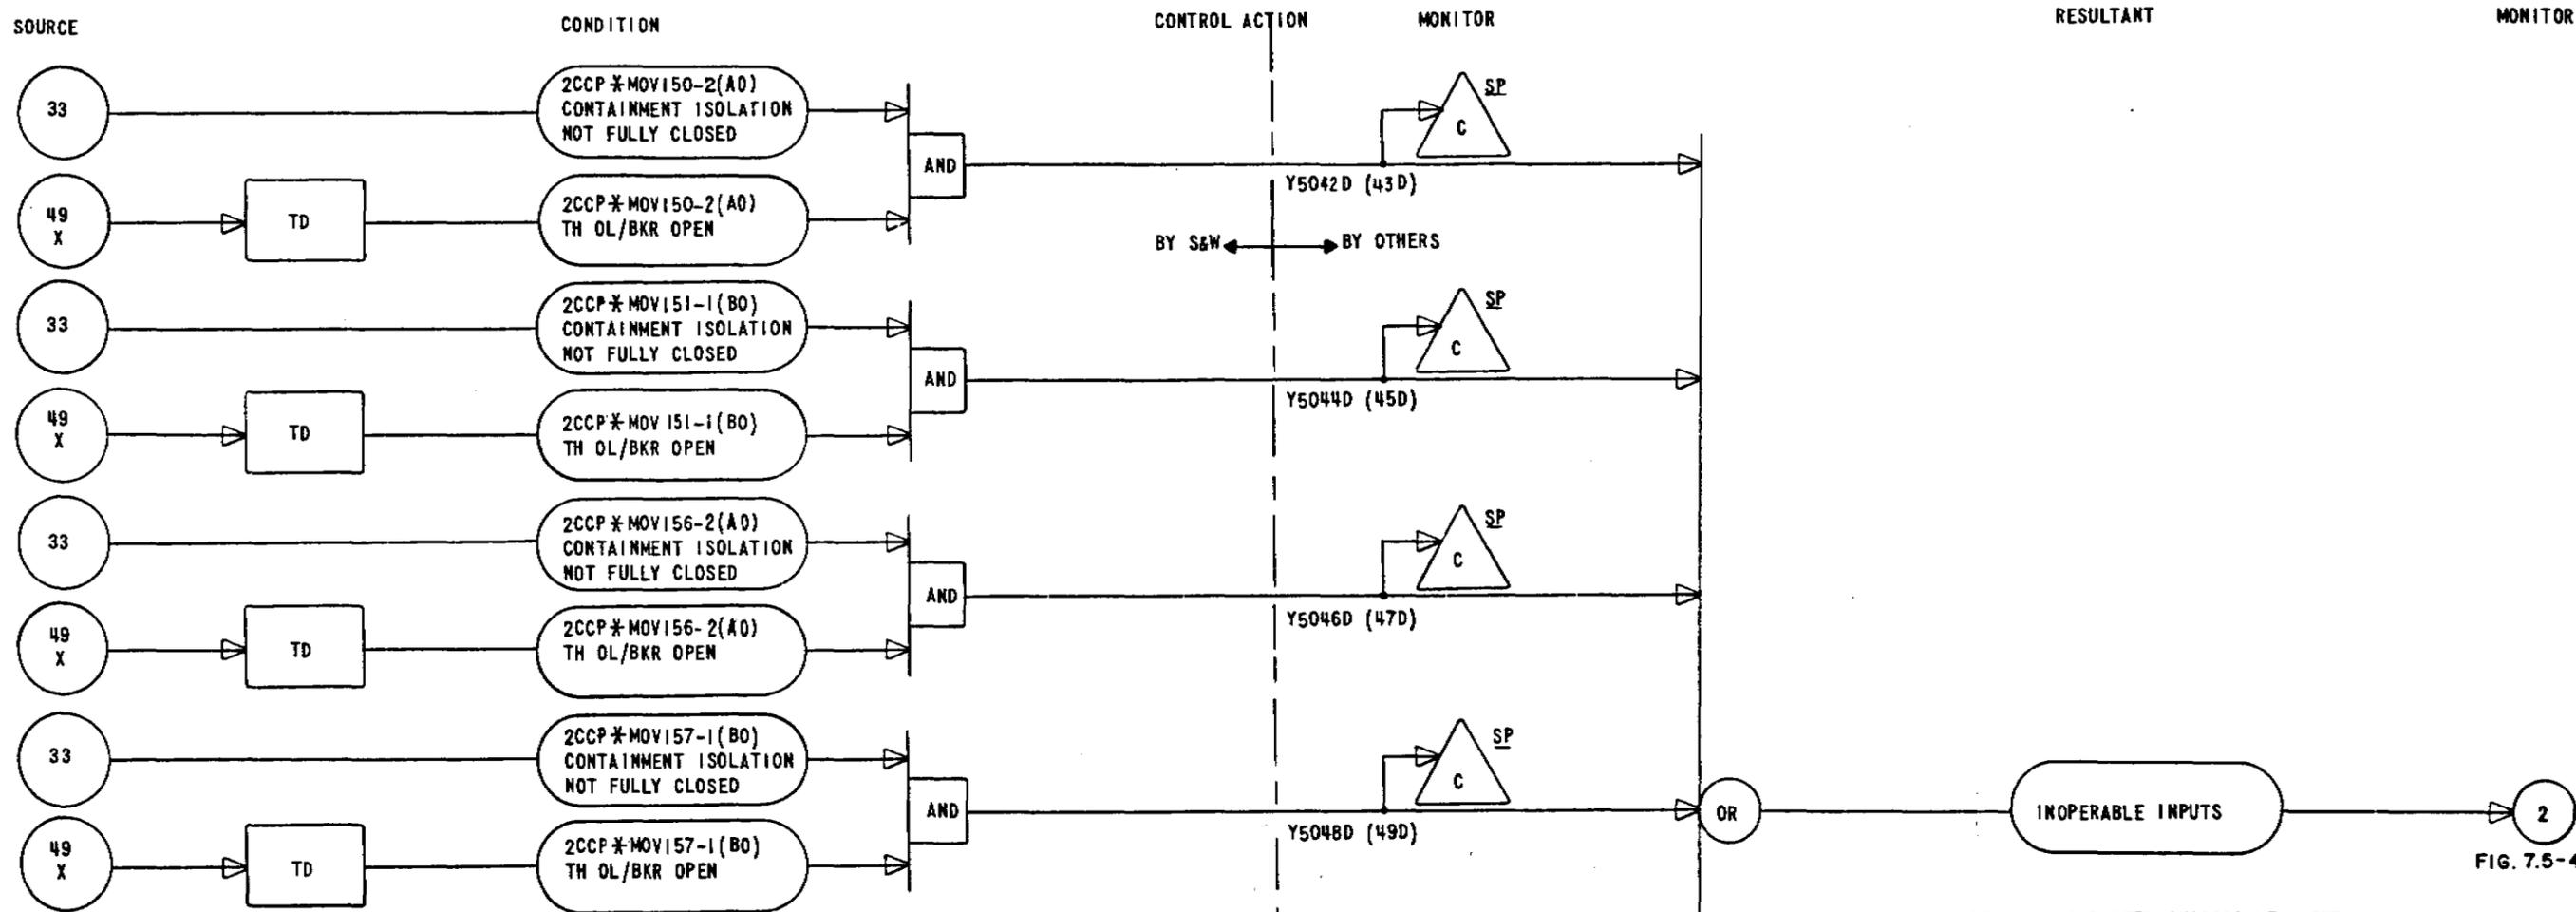 SOURCE CONDITION CONTROL ACTION MONITOR RESULTANT MONITOR
33
2CCP*MOV150-2(AO)
CONTAINMENT ISOLATION
NOT FULLY CLOSED
SP
C
AND
Y5042D (43D)
49
X
TD
2CCP*MOV150-2(AO)
TH OL/BKR OPEN
BY S&W BY OTHERS
33
2CCP*MOV151-1(BO)
CONTAINMENT ISOLATION
NOT FULLY CLOSED
SP
C
AND
Y5044D (45D)
49
X
TD
2CCP*MOV 151-1(BO)
TH OL/BKR OPEN
33
2CCP*MOV156-2(AO)
CONTAINMENT ISOLATION
NOT FULLY CLOSED
SP
C
AND
Y5046D (47D)
49
X
TD
2CCP*MOV156-2(AO)
TH OL/BKR OPEN
33
2CCP*MOV157-1(BO)
CONTAINMENT ISOLATION
NOT FULLY CLOSED
SP
C
AND
Y5048D (49D)
OR
INOPERABLE INPUTS
2
FIG. 7.5-4
49
X
TD
2CCP*MOV157-1(BO)
TH OL/BKR OPEN